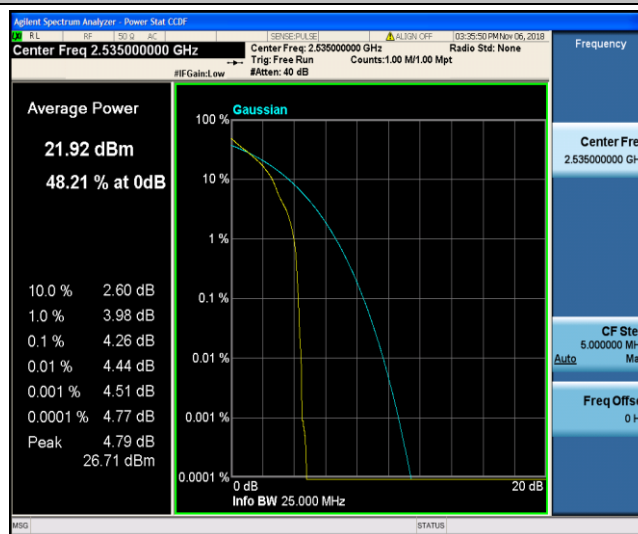 Agilent Spectrum Analyzer - Power Stat CCDF
RL RF 50 Ω AC SENSE:PULSE ALIGN OFF 03:35:50 PM Nov 06, 2018
Center Freq 2.535000000 GHz
Center Freq: 2.535000000 GHz Radio Std: None
Trig: Free Run Counts:1.00 M/1.00 Mpt
#IFGain:Low #Atten: 40 dB
Frequency
Average Power
21.92 dBm
48.21 % at 0dB
10.0 % 2.60 dB
1.0 % 3.98 dB
0.1 % 4.26 dB
0.01 % 4.44 dB
0.001 % 4.51 dB
0.0001 % 4.77 dB
Peak 4.79 dB
26.71 dBm
Gaussian
100 %
10 %
1 %
0.1 %
0.01 %
0.001 %
0.0001 %
0 dB 20 dB
Info BW 25.000 MHz
Center Fre
2.535000000 GH
CF Ste
5.000000 MH
Auto Ma
Freq Offse
0 H
MSG STATUS